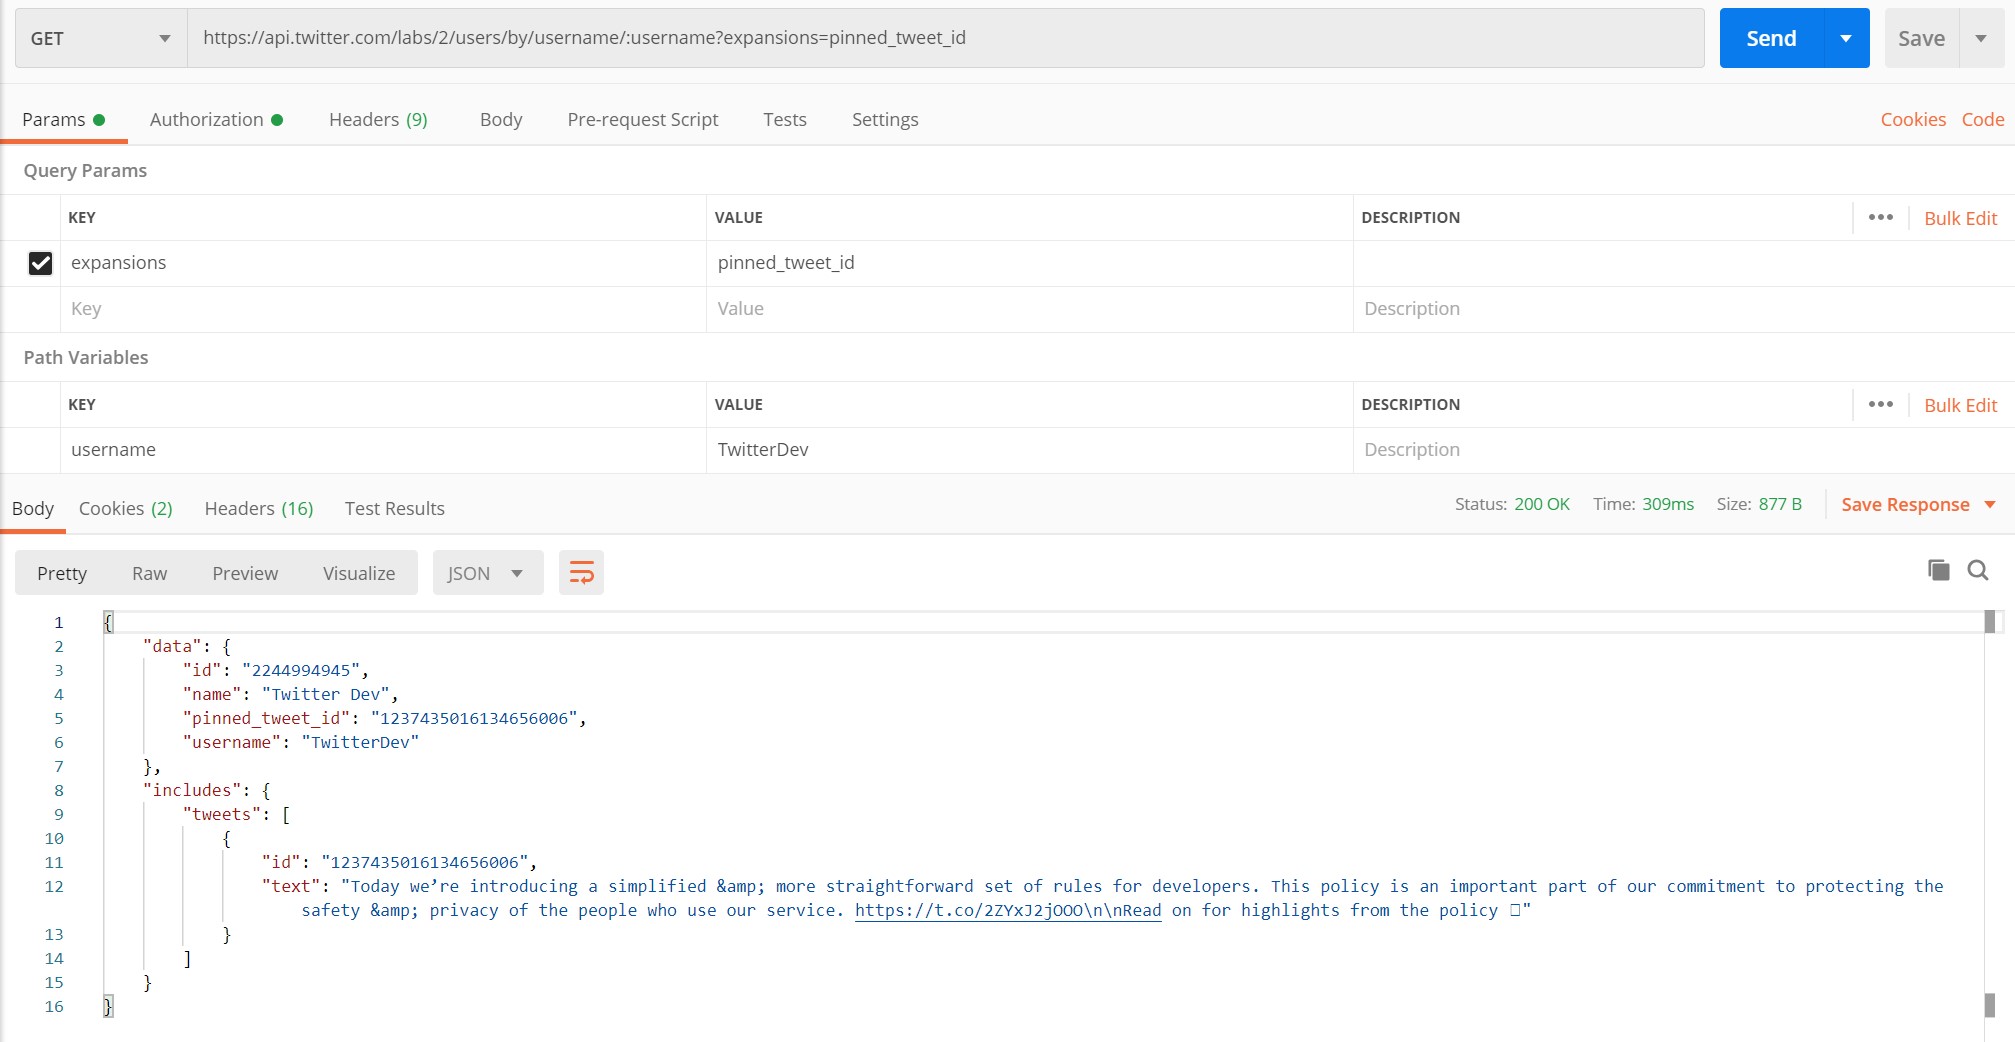 GET https://api.twitter.com/labs/2/users/by/username/:username?expansions=pinned_tweet_id Send Save
Params Authorization Headers (9) Body Pre-request Script Tests Settings Cookies Code
Query Params
KEY VALUE DESCRIPTION ••• Bulk Edit
expansions pinned_tweet_id
Key Value Description
Path Variables
KEY VALUE DESCRIPTION ••• Bulk Edit
username TwitterDev Description
Body Cookies (2) Headers (16) Test Results Status: 200 OK Time: 309ms Size: 877 B Save Response
Pretty Raw Preview Visualize JSON
1 {
2 "data": {
3 "id": "2244994945",
4 "name": "Twitter Dev",
5 "pinned_tweet_id": "1237435016134656006",
6 "username": "TwitterDev"
7 },
8 "includes": {
9 "tweets": [
10 {
11 "id": "1237435016134656006",
12 "text": "Today we’re introducing a simplified &amp; more straightforward set of rules for developers. This policy is an important part of our commitment to protecting the
safety &amp; privacy of the people who use our service. https://t.co/2ZYxJ2jOOO\n\nRead on for highlights from the policy □"
13 }
14 ]
15 }
16 }